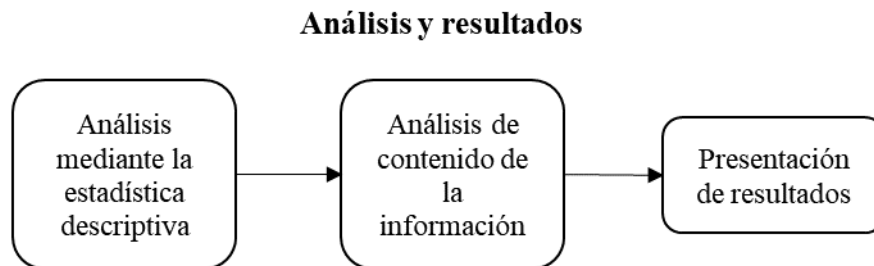 Análisis y resultados
Análisis
mediante la
estadística
descriptiva
Análisis de
contenido de
la
información
Presentación
de resultados